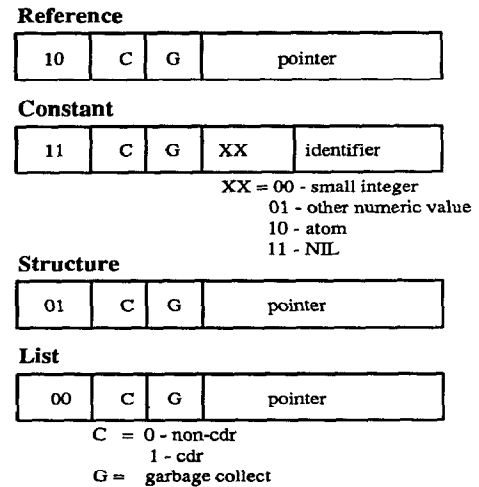 Reference
10 C G pointer
Constant
11 C G XX identifier
XX = 00 - small integer
01 - other numeric value
10 - atom
11 - NIL
Structure
01 C G pointer
List
00 C G pointer
C = 0 - non-cdr
1 - cdr
G = garbage collect